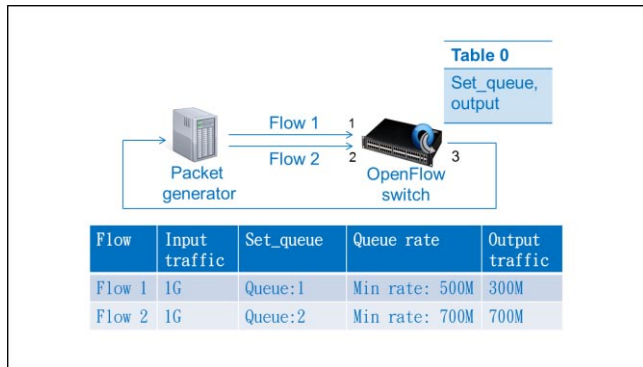 Table 0
Set_queue,
output
Flow 1
1
Flow 2
2
3
Packet
generator
OpenFlow
switch
Flow Input traffic Set_queue Queue rate Output traffic
Flow 1 1G Queue:1 Min rate: 500M 300M
Flow 2 1G Queue:2 Min rate: 700M 700M